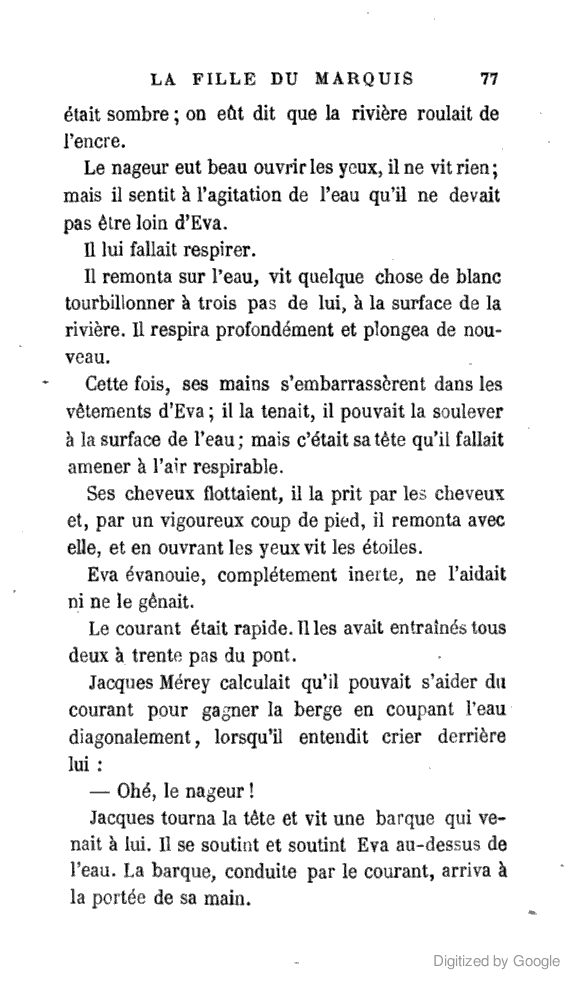 LA FILLE DU MARQUIS 77
était sombre ; on eût dit que la rivière roulait de
l'encre.
Le nageur eut beau ouvrir les yeux, il ne vit rien ;
mais il sentit à l'agitation de l'eau qu'il ne devait
pas être loin d'Eva.
Il lui fallait respirer.
Il remonta sur l'eau, vit quelque chose de blanc
tourbillonner à trois pas de lui, à la surface de la
rivière. Il respira profondément et plongea de nou-
veau.
Cette fois, ses mains s'embarrassèrent dans les
vêtements d'Eva ; il la tenait, il pouvait la soulever
à la surface de l'eau ; mais c'était sa tête qu'il fallait
amener à l'air respirable.
Ses cheveux flottaient, il la prit par les cheveux
et, par un vigoureux coup de pied, il remonta avec
elle, et en ouvrant les yeux vit les étoiles.
Eva évanouie, complétement inerte, ne l'aidait
ni ne le gênait.
Le courant était rapide. Il les avait entraînés tous
deux à trente pas du pont.
Jacques Mérey calculait qu'il pouvait s'aider du
courant pour gagner la berge en coupant l'eau
diagonalement, lorsqu'il entendit crier derrière
lui :
— Ohé, le nageur !
Jacques tourna la tête et vit une barque qui ve-
nait à lui. Il se soutint et soutint Eva au-dessus de
l'eau. La barque, conduite par le courant, arriva à
la portée de sa main.
Digitized by Google